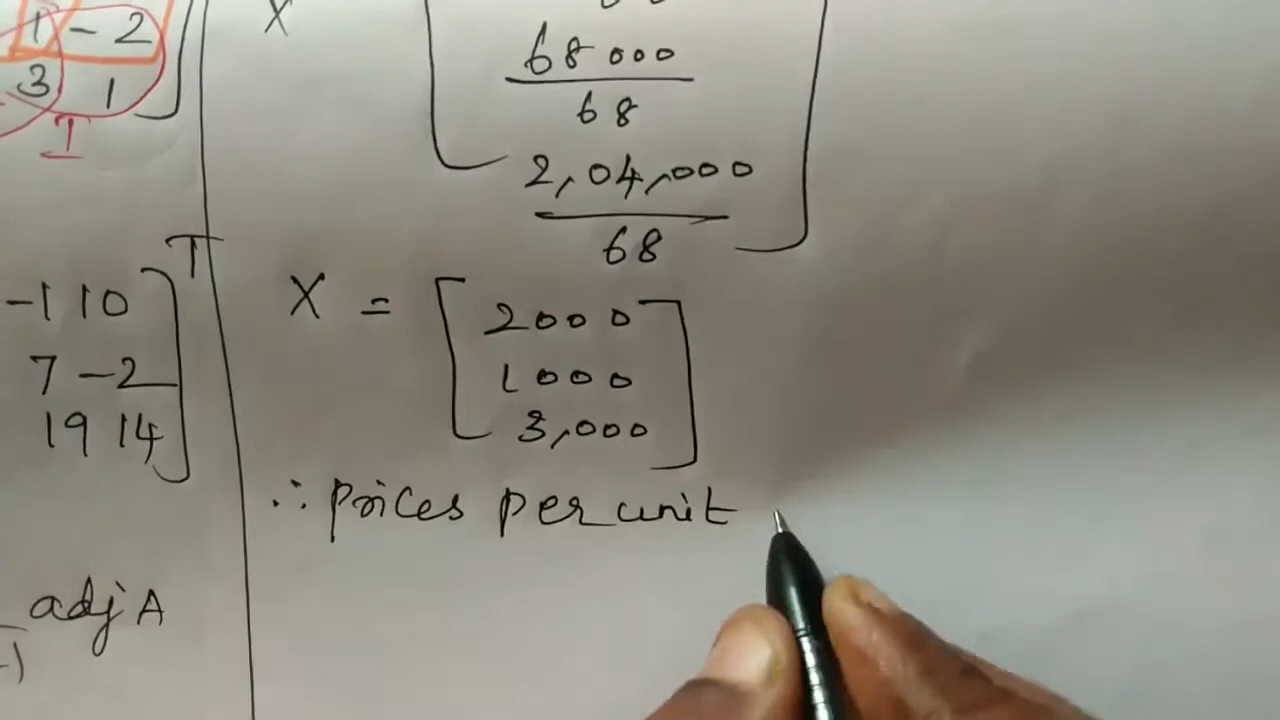 1 - 2
3 1
I
-1 10
7 -2
19 14
T
adj A
X
68000
68
2,04,000
68
X = 2000
1000
3,000
∴ prices per unit